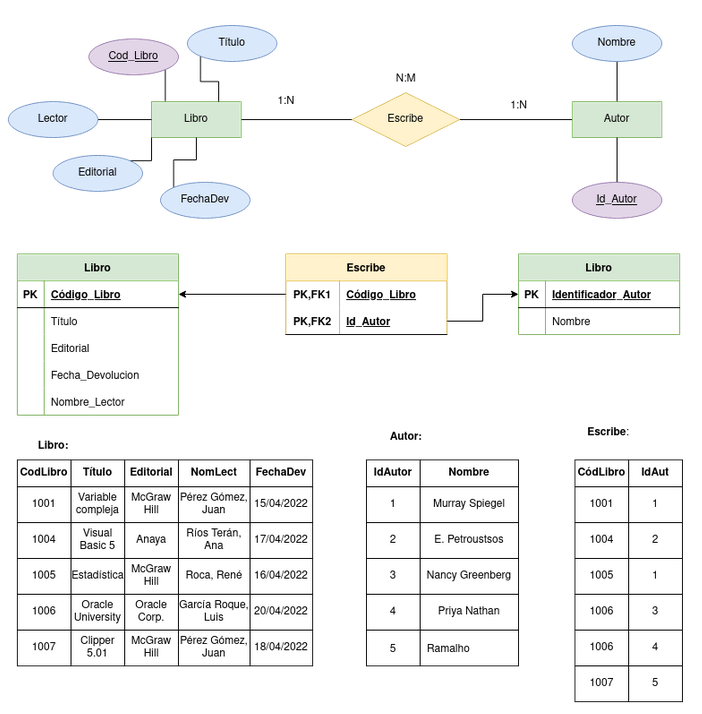 Cod_Libro
Título
Nombre
N:M
1:N
1:N
Lector
Libro
Escribe
Autor
Editorial
FechaDev
Id_Autor
Libro
PK Código_Libro
Título
Editorial
Fecha_Devolucion
Nombre_Lector
Escribe
PK,FK1 Código_Libro
PK,FK2 Id_Autor
Libro
PK Identificador_Autor
Nombre
Libro:
CodLibro Título Editorial NomLect FechaDev
1001 Variable compleja McGraw Hill Pérez Gómez, Juan 15/04/2022
1004 Visual Basic 5 Anaya Ríos Terán, Ana 17/04/2022
1005 Estadística McGraw Hill Roca, René 16/04/2022
1006 Oracle University Oracle Corp. García Roque, Luis 20/04/2022
1007 Clipper 5.01 McGraw Hill Pérez Gómez, Juan 18/04/2022
Autor:
IdAutor Nombre
1 Murray Spiegel
2 E. Petroustsos
3 Nancy Greenberg
4 Priya Nathan
5 Ramalho
Escribe:
CódLibro IdAut
1001 1
1004 2
1005 1
1006 3
1006 4
1007 5